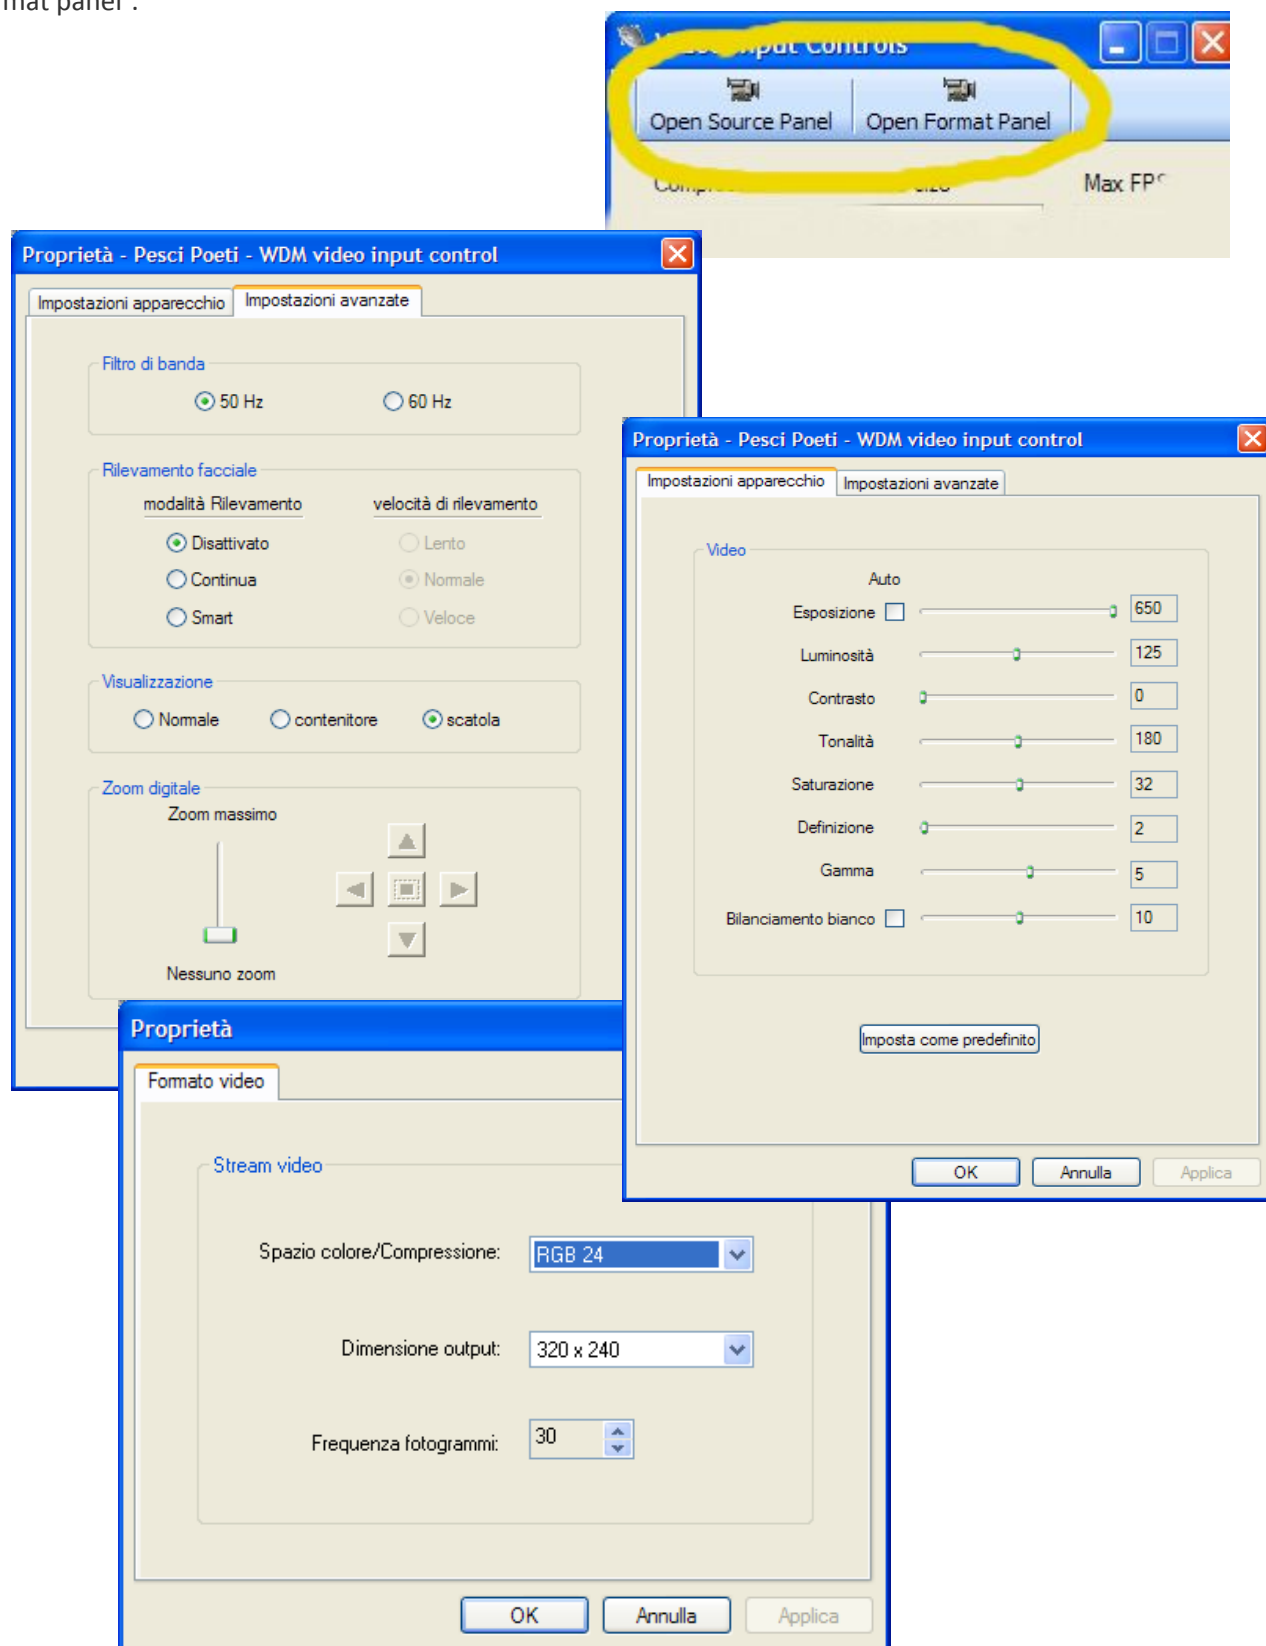 mat panel".
Input Controls
Open Source Panel
Open Format Panel
Max FPS
Proprietà - Pesci Poeti - WDM video input control
Impostazioni apparecchio
Impostazioni avanzate
Filtro di banda
50 Hz
60 Hz
Rilevamento facciale
modalità Rilevamento
velocità di rilevamento
Disattivato
Lento
Continua
Normale
Smart
Veloce
Visualizzazione
Normale
contenitore
scatola
Zoom digitale
Zoom massimo
Nessuno zoom
Proprietà - Pesci Poeti - WDM video input control
Impostazioni apparecchio
Impostazioni avanzate
Video
Auto
Esposizione
650
Luminosità
125
Contrasto
0
Tonalità
180
Saturazione
32
Definizione
2
Gamma
5
Bilanciamento bianco
10
Imposta come predefinito
OK
Annulla
Applica
Proprietà
Formato video
Stream video
Spazio colore/Compressione:
RGB 24
Dimensione output:
320 x 240
Frequenza fotogrammi:
30
OK
Annulla
Applica